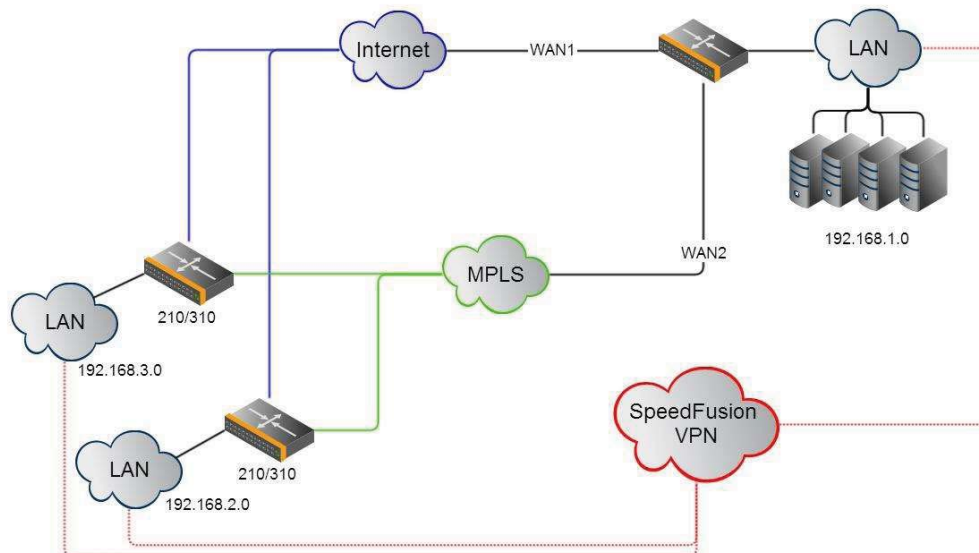 Internet
WAN1
LAN
192.168.1.0
WAN2
MPLS
210/310
LAN
192.168.3.0
SpeedFusion
VPN
LAN
210/310
192.168.2.0